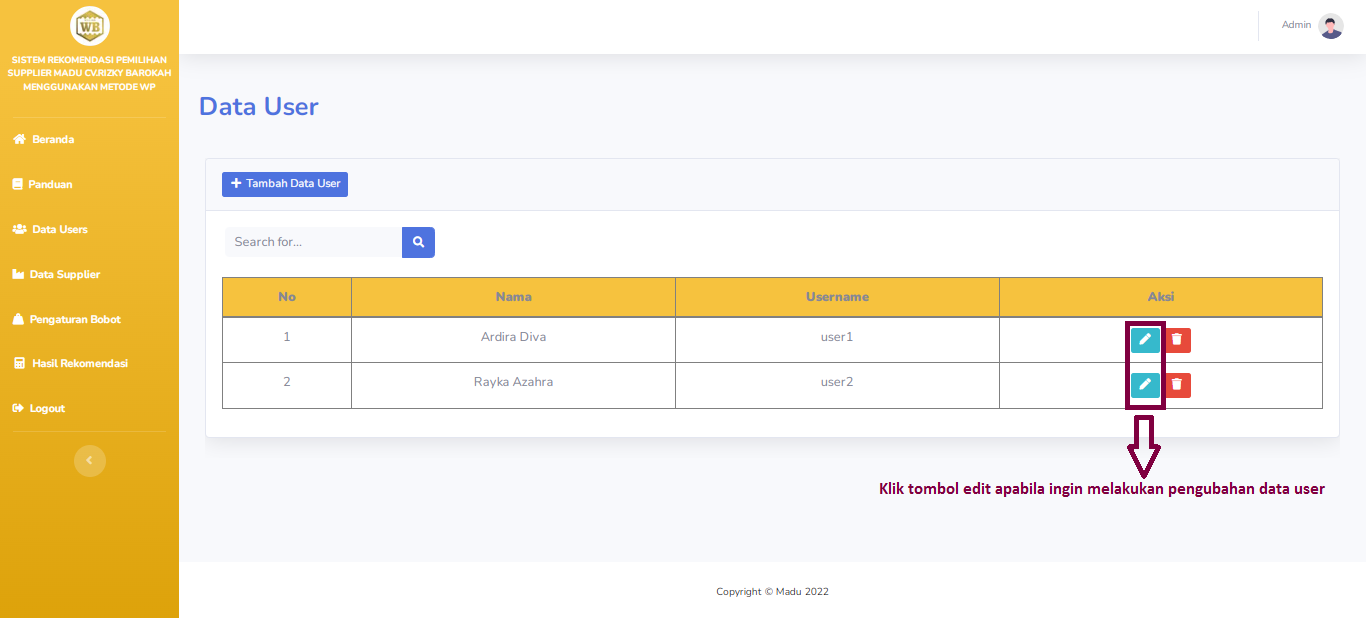 WB
SISTEM REKOMENDASI PEMILIHAN
SUPPLIER MADU CV.RIZKY BAROKAH
MENGGUNAKAN METODE WP
Beranda
Panduan
Data Users
Data Supplier
Pengaturan Bobot
Hasil Rekomendasi
Logout
Admin
Data User
Tambah Data User
Search for...
No Nama Username Aksi
1 Ardira Diva user1
2 Rayka Azahra user2
Klik tombol edit apabila ingin melakukan pengubahan data user
Copyright © Madu 2022